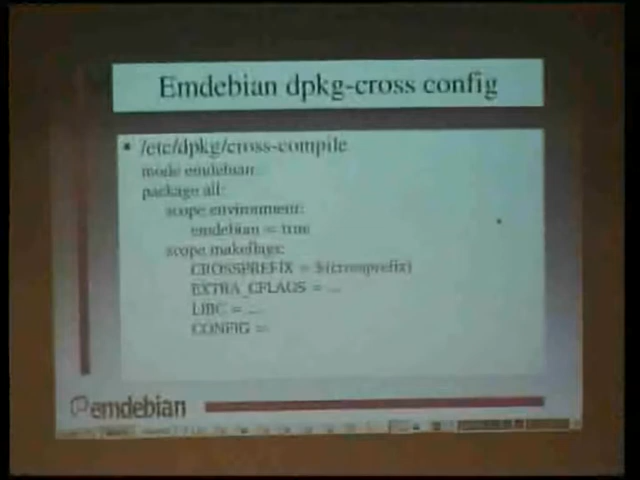 Emdebian dpkg-cross config
▪ /etc/dpkg/cross-compile
mode emdebian:
package all:
scope environment:
emdebian = true
scope makeflags:
CROSSPREFIX = $(crossprefix)
EXTRA_CFLAGS = ...
LIBC = ...
CONFIG =
emdebian